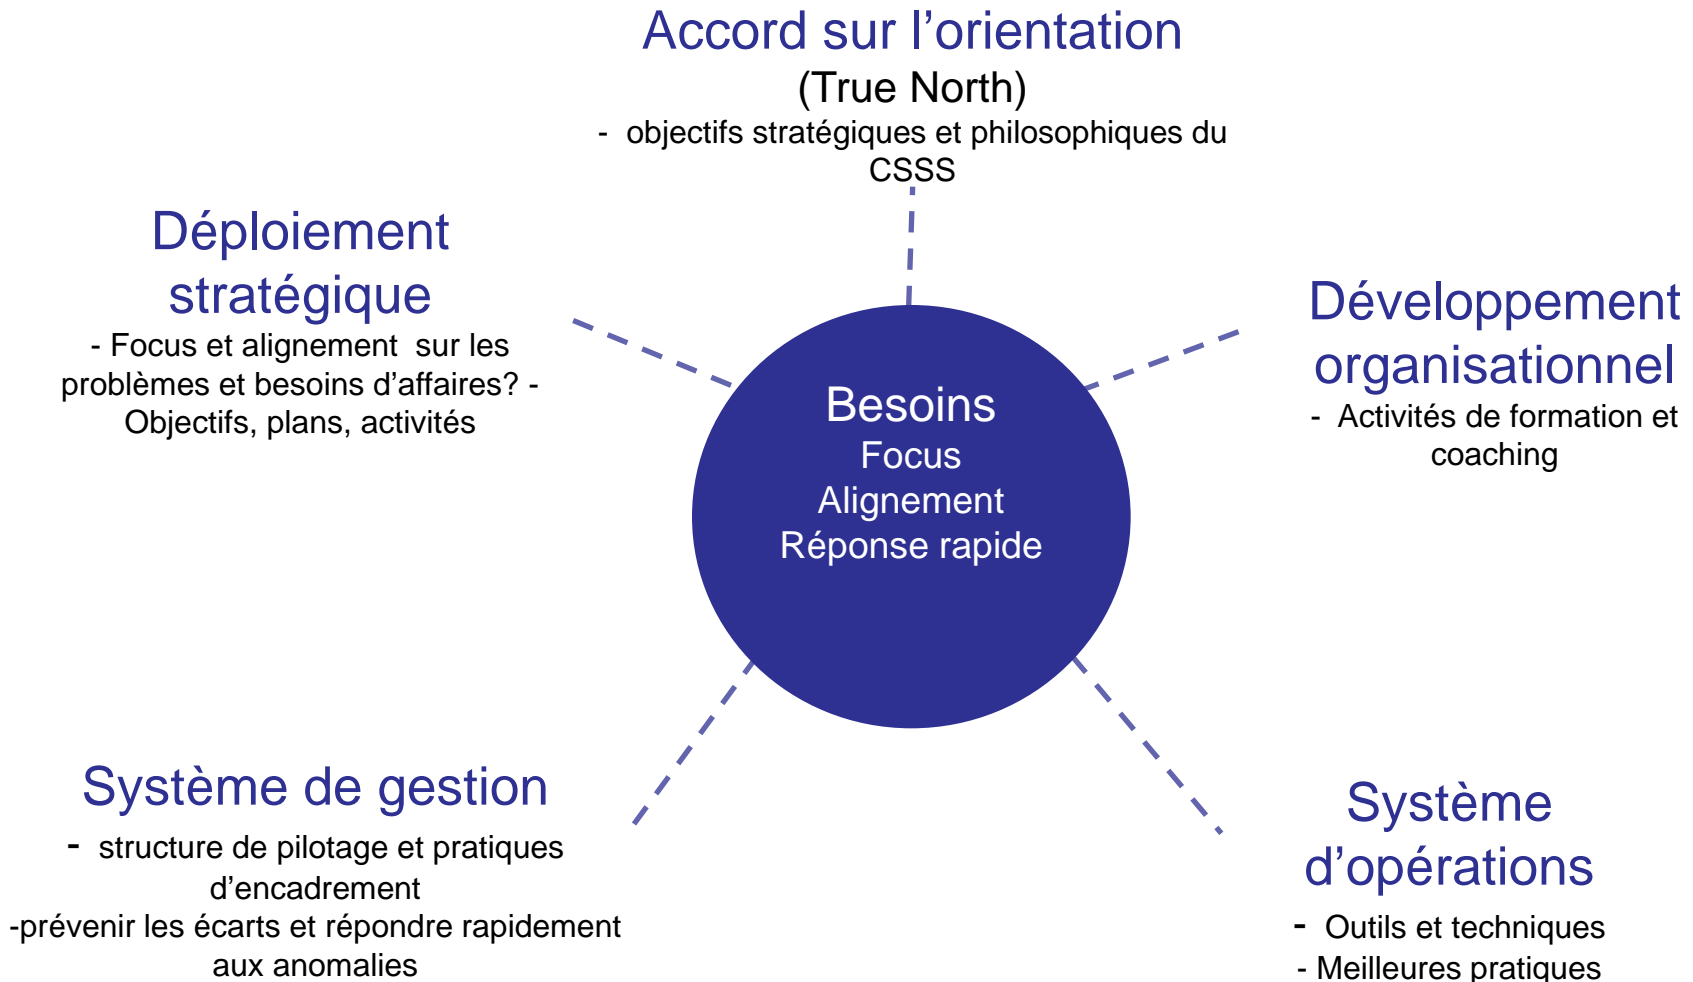 Accord sur l’orientation
(True North)
- objectifs stratégiques et philosophiques du
CSSS
Déploiement
stratégique
- Focus et alignement sur les
problèmes et besoins d’affaires? -
Objectifs, plans, activités
Développement
organisationnel
- Activités de formation et
coaching
Besoins
Focus
Alignement
Réponse rapide
Système de gestion
- structure de pilotage et pratiques
d’encadrement
-prévenir les écarts et répondre rapidement
aux anomalies
Système
d’opérations
- Outils et techniques
- Meilleures pratiques